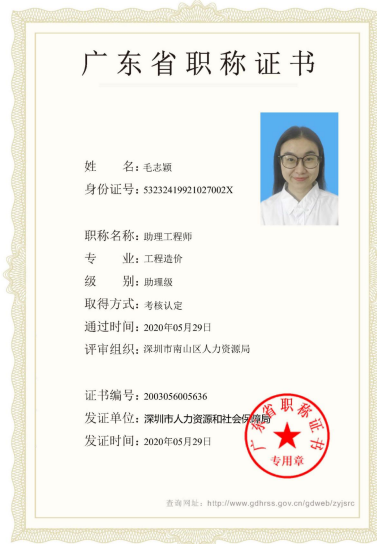 广东省职称证书
姓 名：毛志颖
身份证号：53232419921027002X
职称名称：助理工程师
专 业：工程造价
级 别：助理级
取得方式：考核认定
通过时间：2020年05月29日
评审组织：深圳市南山区人力资源局
证书编号：2003056005636
发证单位：深圳市人力资源和社会保障局
发证时间：2020年05月29日
广东省职称证书
专用章
查询网址：http://www.gdhrss.gov.cn/gdweb/zyjsrc